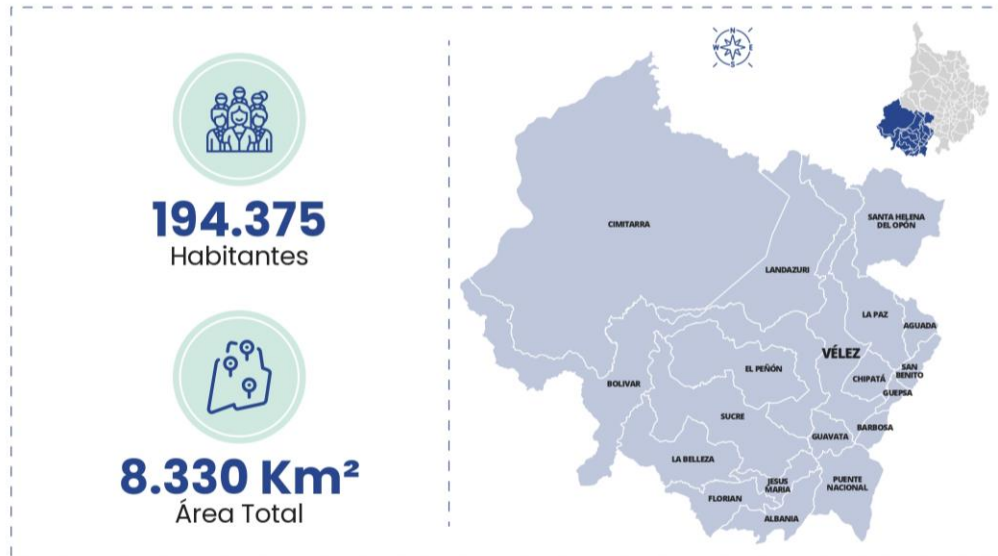 194.375
Habitantes
8.330 Km²
Área Total
N
W E
S
CIMITARRA
SANTA HELENA
DEL OPÓN
LANDAZURI
LA PAZ
AGUADA
VÉLEZ
SAN
BENITO
EL PEÑÓN
CHIPATÁ
BOLIVAR
GUEPSA
SUCRE
BARBOSA
GUAVATA
LA BELLEZA
JESUS
MARIA
PUENTE
NACIONAL
FLORIAN
ALBANIA